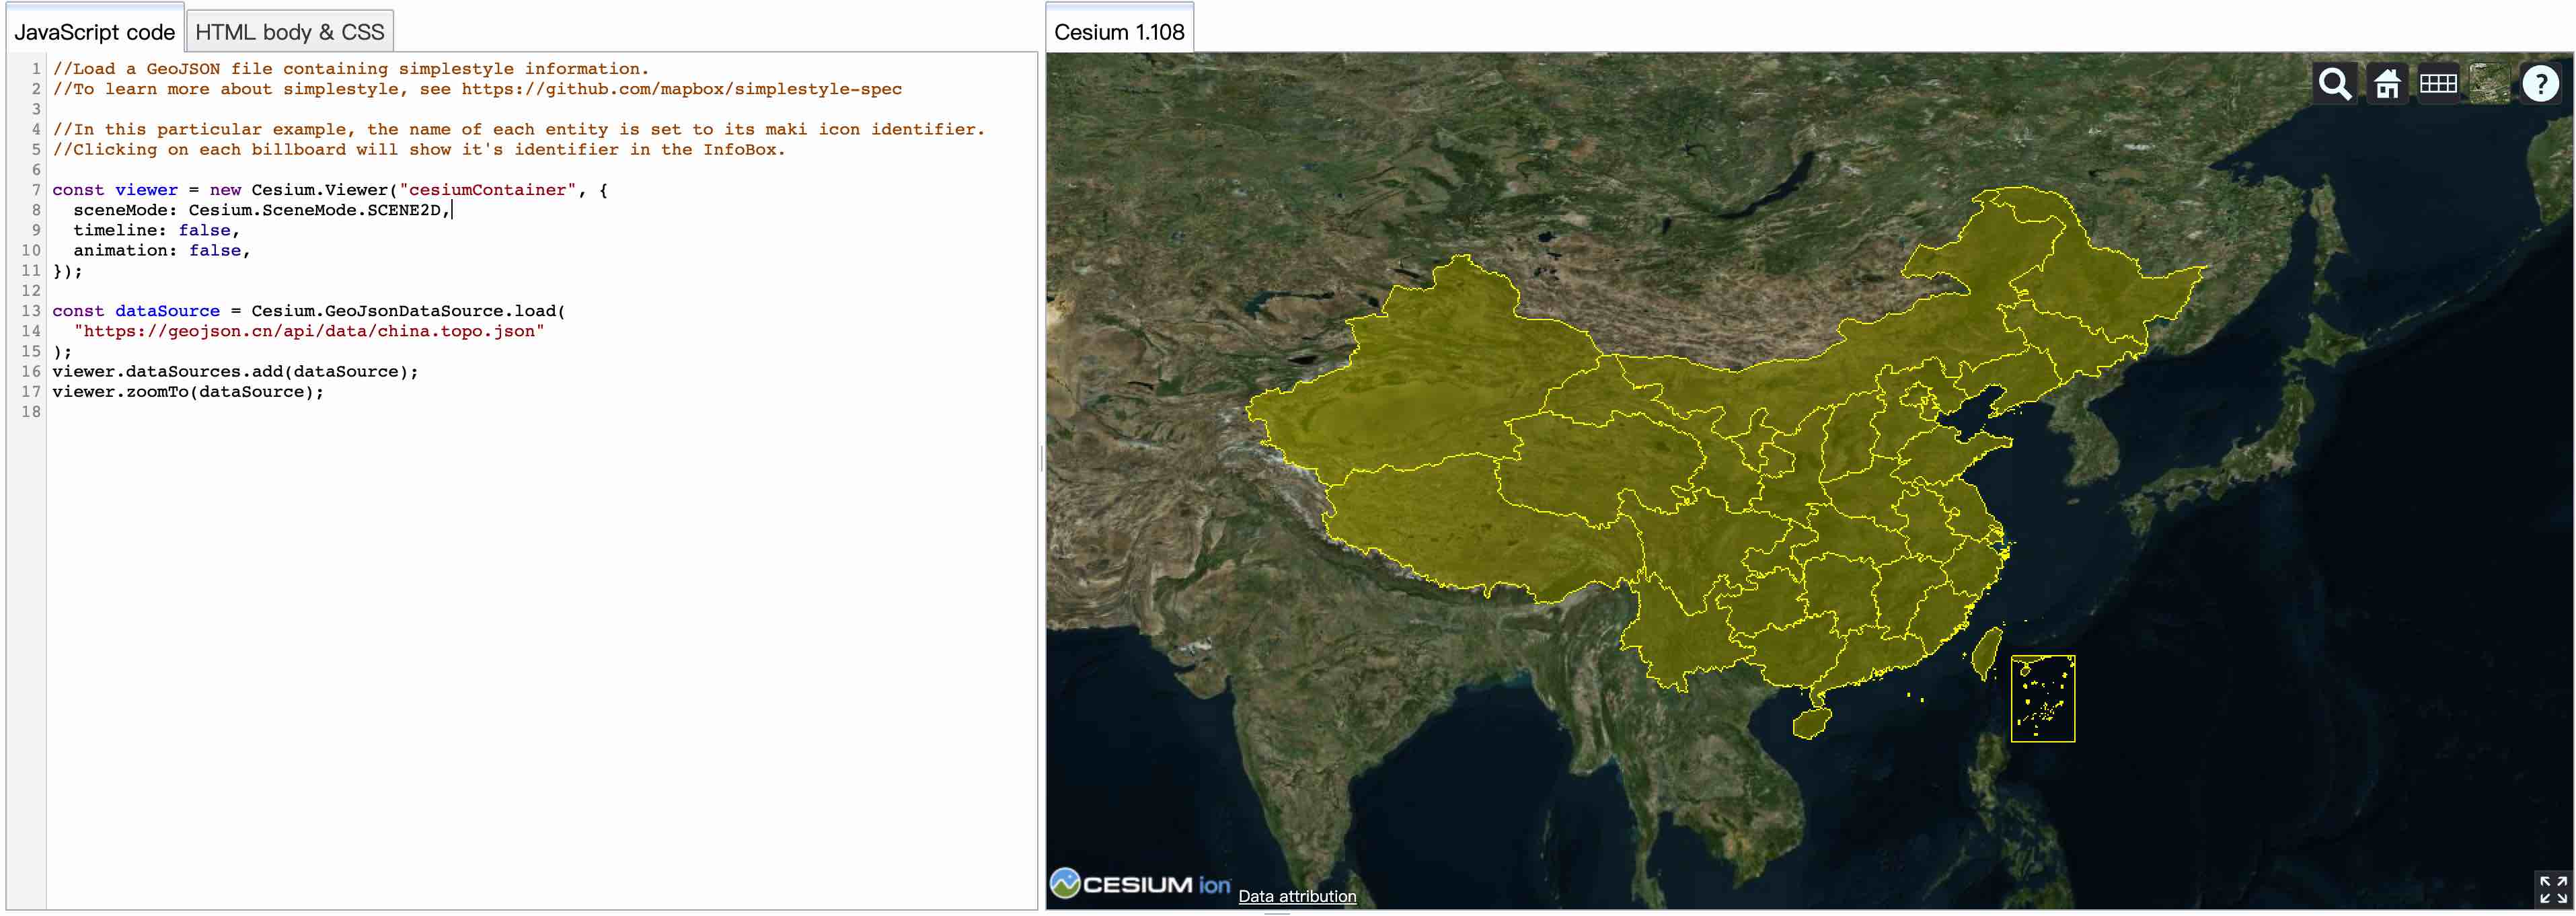 JavaScript code
HTML body & CSS
1 //Load a GeoJSON file containing simplestyle information.
2 //To learn more about simplestyle, see https://github.com/mapbox/simplestyle-spec
3
4 //In this particular example, the name of each entity is set to its maki icon identifier.
5 //Clicking on each billboard will show it's identifier in the InfoBox.
6
7 const viewer = new Cesium.Viewer("cesiumContainer", {
8   sceneMode: Cesium.SceneMode.SCENE2D,
9   timeline: false,
10   animation: false,
11 });
12
13 const dataSource = Cesium.GeoJsonDataSource.load(
14   "https://geojson.cn/api/data/china.topo.json"
15 );
16 viewer.dataSources.add(dataSource);
17 viewer.zoomTo(dataSource);
18
Cesium 1.108
?
CESIUM ion
Data attribution